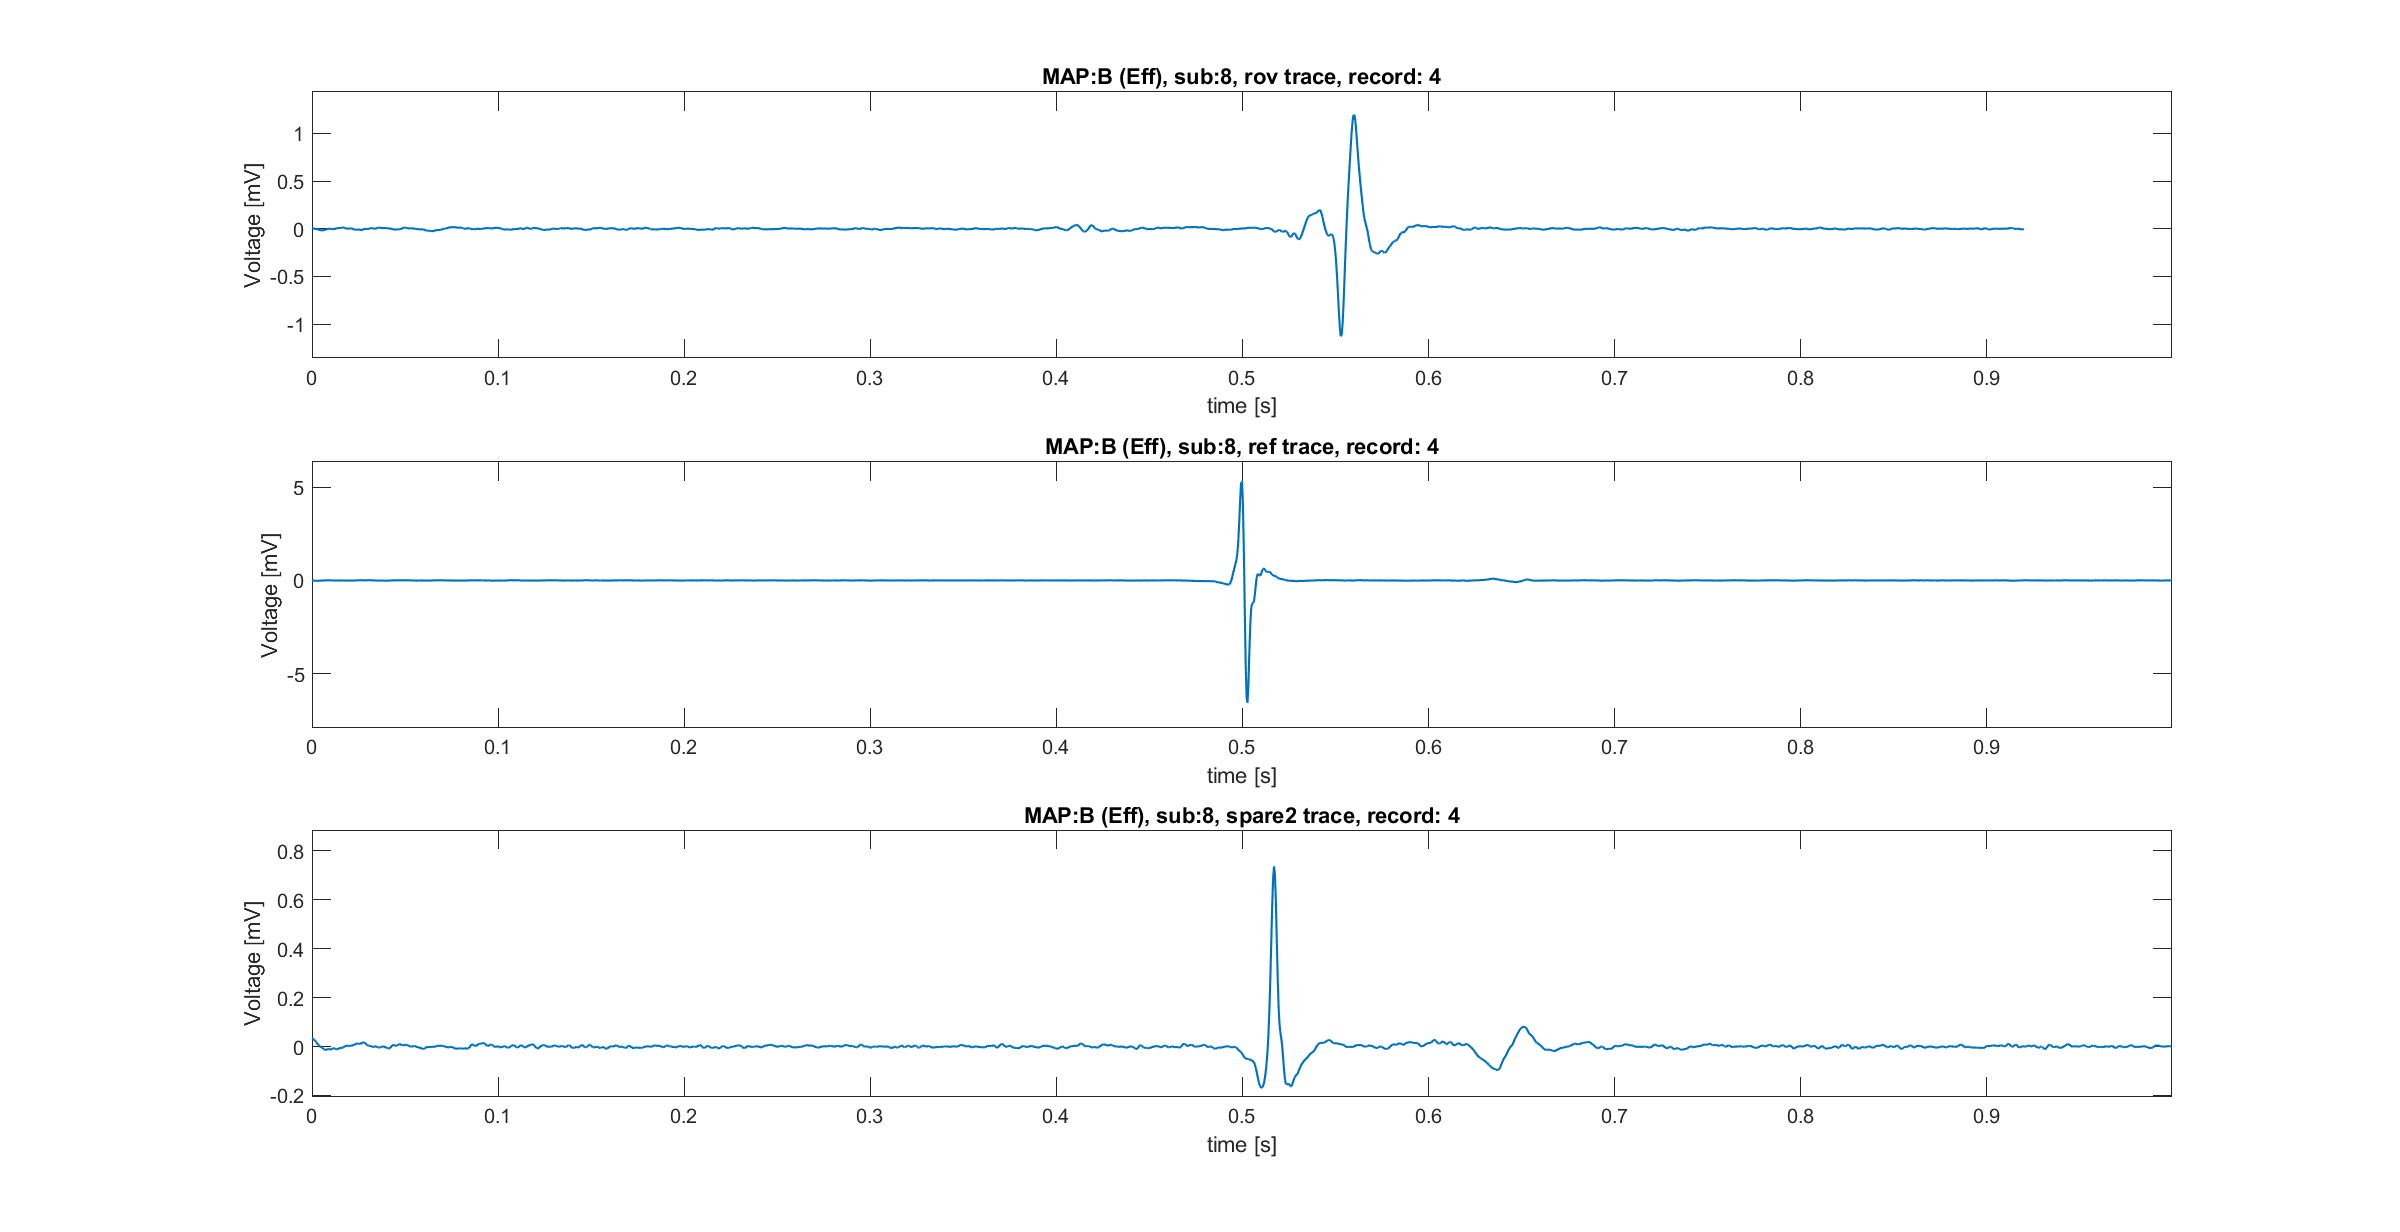 MAP:B (Eff), sub:8, rov trace, record: 4
Voltage [mV]
1
0.5
0
-0.5
-1
0 0.1 0.2 0.3 0.4 0.5 0.6 0.7 0.8 0.9
time [s]
MAP:B (Eff), sub:8, ref trace, record: 4
Voltage [mV]
5
0
-5
0 0.1 0.2 0.3 0.4 0.5 0.6 0.7 0.8 0.9
time [s]
MAP:B (Eff), sub:8, spare2 trace, record: 4
Voltage [mV]
0.8
0.6
0.4
0.2
0
-0.2
0 0.1 0.2 0.3 0.4 0.5 0.6 0.7 0.8 0.9
time [s]